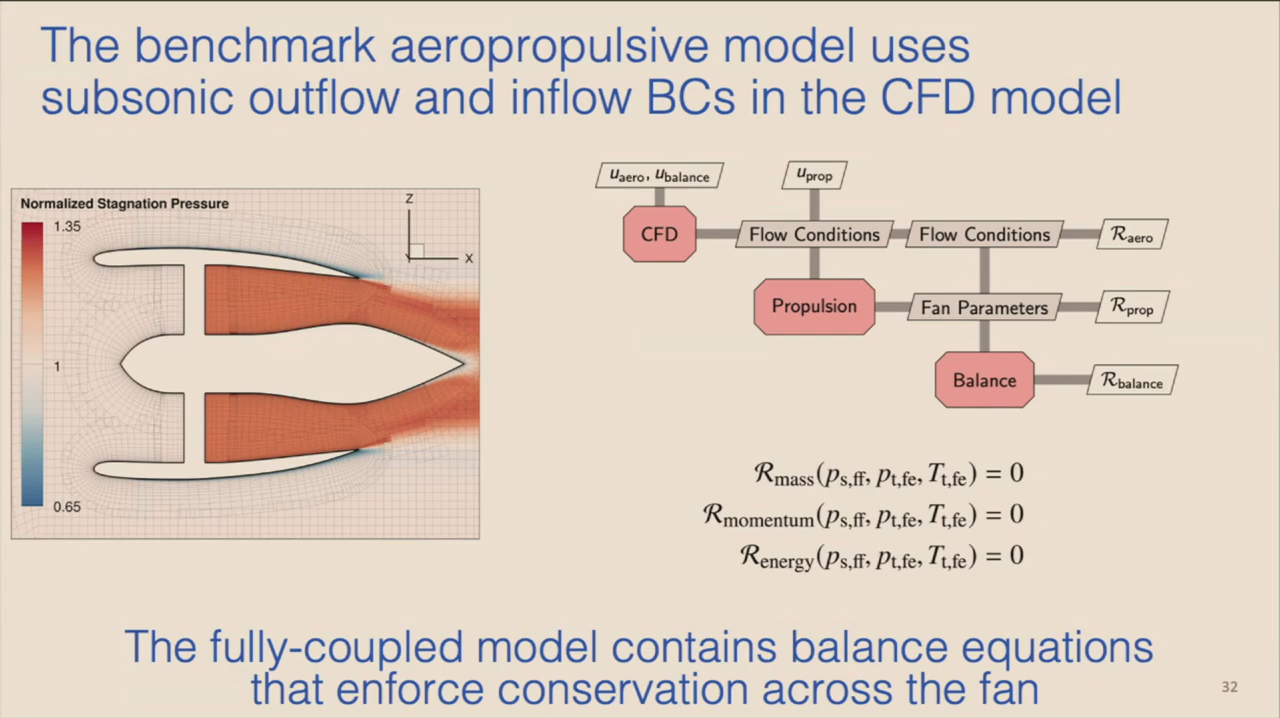 The benchmark aeropropulsive model uses
subsonic outflow and inflow BCs in the CFD model
Normalized Stagnation Pressure
1.35
1
0.65
Z
X
u_aero, u_balance
u_prop
CFD
Flow Conditions
Flow Conditions
ℛ_aero
Propulsion
Fan Parameters
ℛ_prop
Balance
ℛ_balance
ℛ_mass(p_s,ff, p_t,fe, T_t,fe) = 0
ℛ_momentum(p_s,ff, p_t,fe, T_t,fe) = 0
ℛ_energy(p_s,ff, p_t,fe, T_t,fe) = 0
The fully-coupled model contains balance equations
that enforce conservation across the fan
32